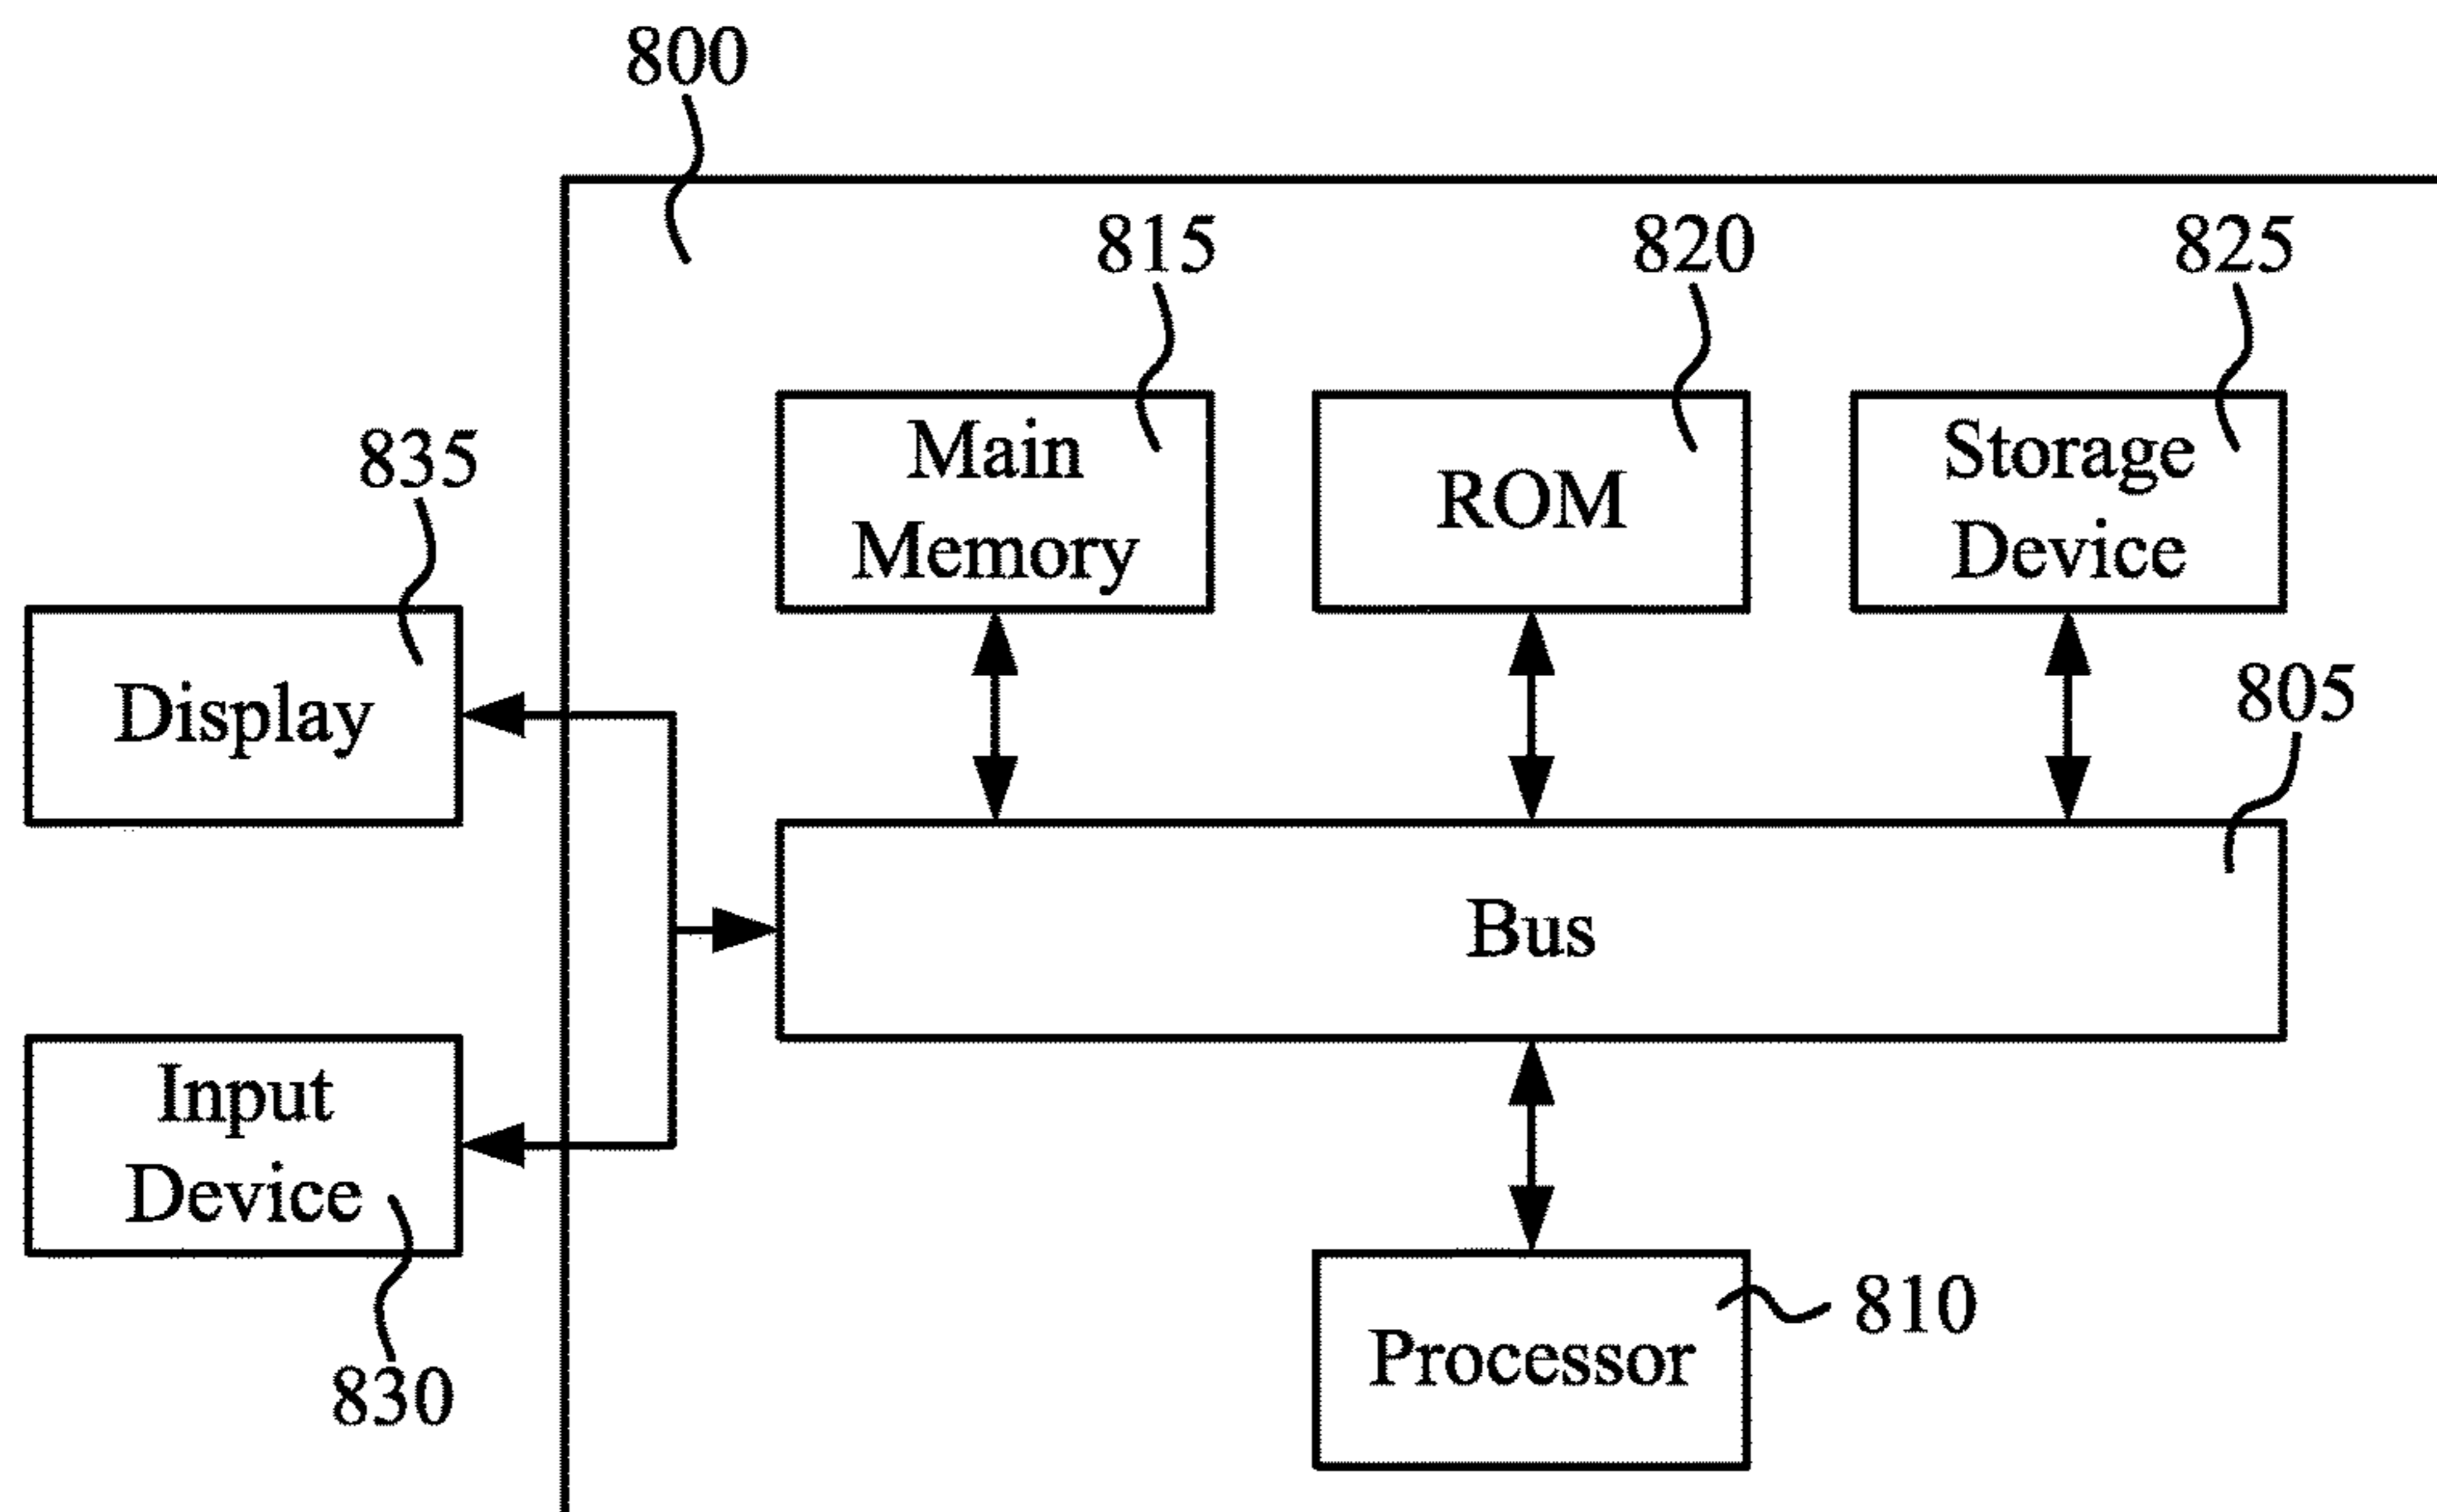 800
815
820
825
835
Main
Memory
ROM
Storage
Device
805
Display
Bus
Input
Device
830
810
Processor